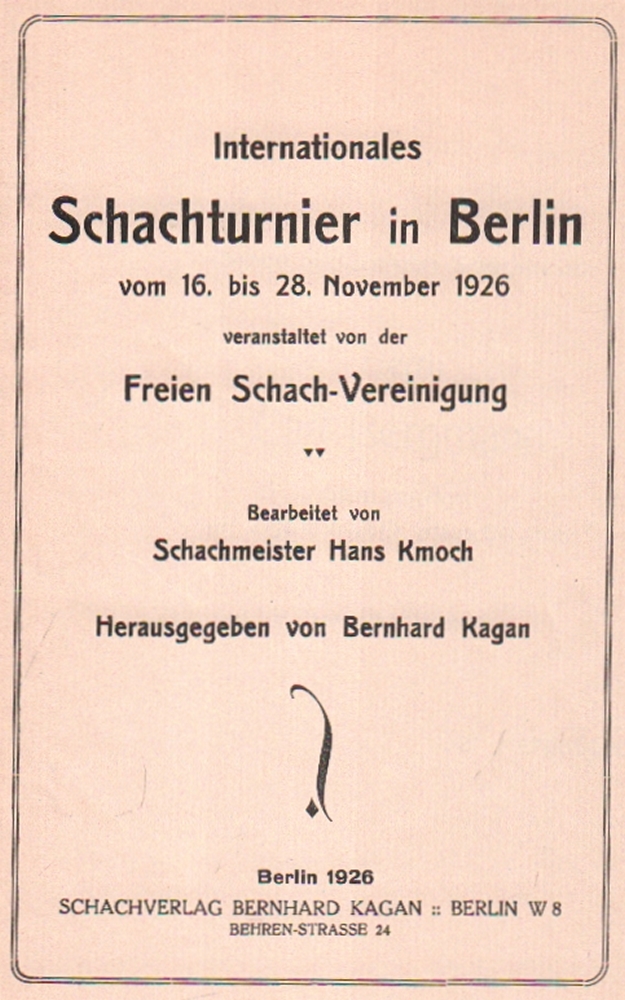 Internationales
Schachturnier in Berlin
vom 16. bis 28. November 1926
veranstaltet von der
Freien Schach-Vereinigung
Bearbeitet von
Schachmeister Hans Kmoch
Herausgegeben von Bernhard Kagan
Berlin 1926
SCHACHVERLAG BERNHARD KAGAN :: BERLIN W 8
BEHREN-STRASSE 24